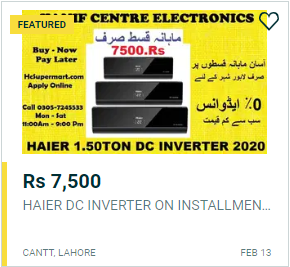 FEATURED
HANIF CENTRE ELECTRONICS
Buy - Now
Pay Later
ماہانہ قسط صرف
7500.Rs
Hclupermart.com
Apply Online
آسان ماہانہ قسطوں پر
صرف لاہور شہر کے لئے
Call 0305-7245533
Mon - Sat
11:00Am - 9:00 Pm
0٪ ایڈوانس
سب سے کم قیمت
HAIER 1.50TON DC INVERTER 2020
Rs 7,500
HAIER DC INVERTER ON INSTALLMEN...
CANTT, LAHORE
FEB 13